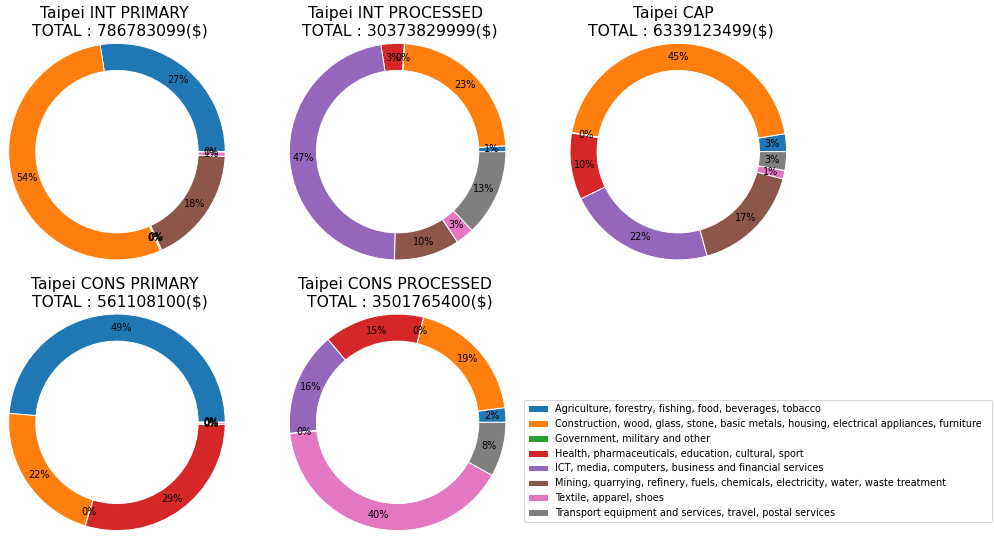 Taipei INT PRIMARY
TOTAL : 786783099($)
27%
54%
0%
0%
18%
1%
Taipei INT PROCESSED
TOTAL : 30373829999($)
1%
23%
0%
3%
47%
10%
3%
13%
Taipei CAP
TOTAL : 6339123499($)
3%
45%
0%
10%
22%
17%
1%
3%
Taipei CONS PRIMARY
TOTAL : 561108100($)
49%
22%
0%
29%
0%
0%
Taipei CONS PROCESSED
TOTAL : 3501765400($)
2%
19%
0%
15%
16%
0%
40%
8%
Agriculture, forestry, fishing, food, beverages, tobacco
Construction, wood, glass, stone, basic metals, housing, electrical appliances, furniture
Government, military and other
Health, pharmaceuticals, education, cultural, sport
ICT, media, computers, business and financial services
Mining, quarrying, refinery, fuels, chemicals, electricity, water, waste treatment
Textile, apparel, shoes
Transport equipment and services, travel, postal services